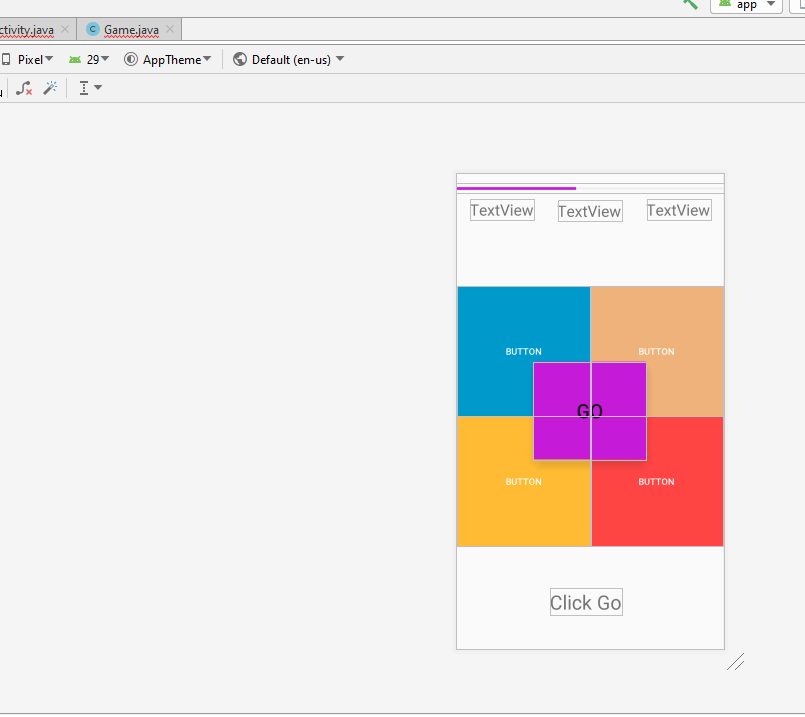 app
ctivity.java
Game.java
Pixel
29
AppTheme
Default (en-us)
TextView
TextView
TextView
BUTTON
BUTTON
GO
BUTTON
BUTTON
Click Go